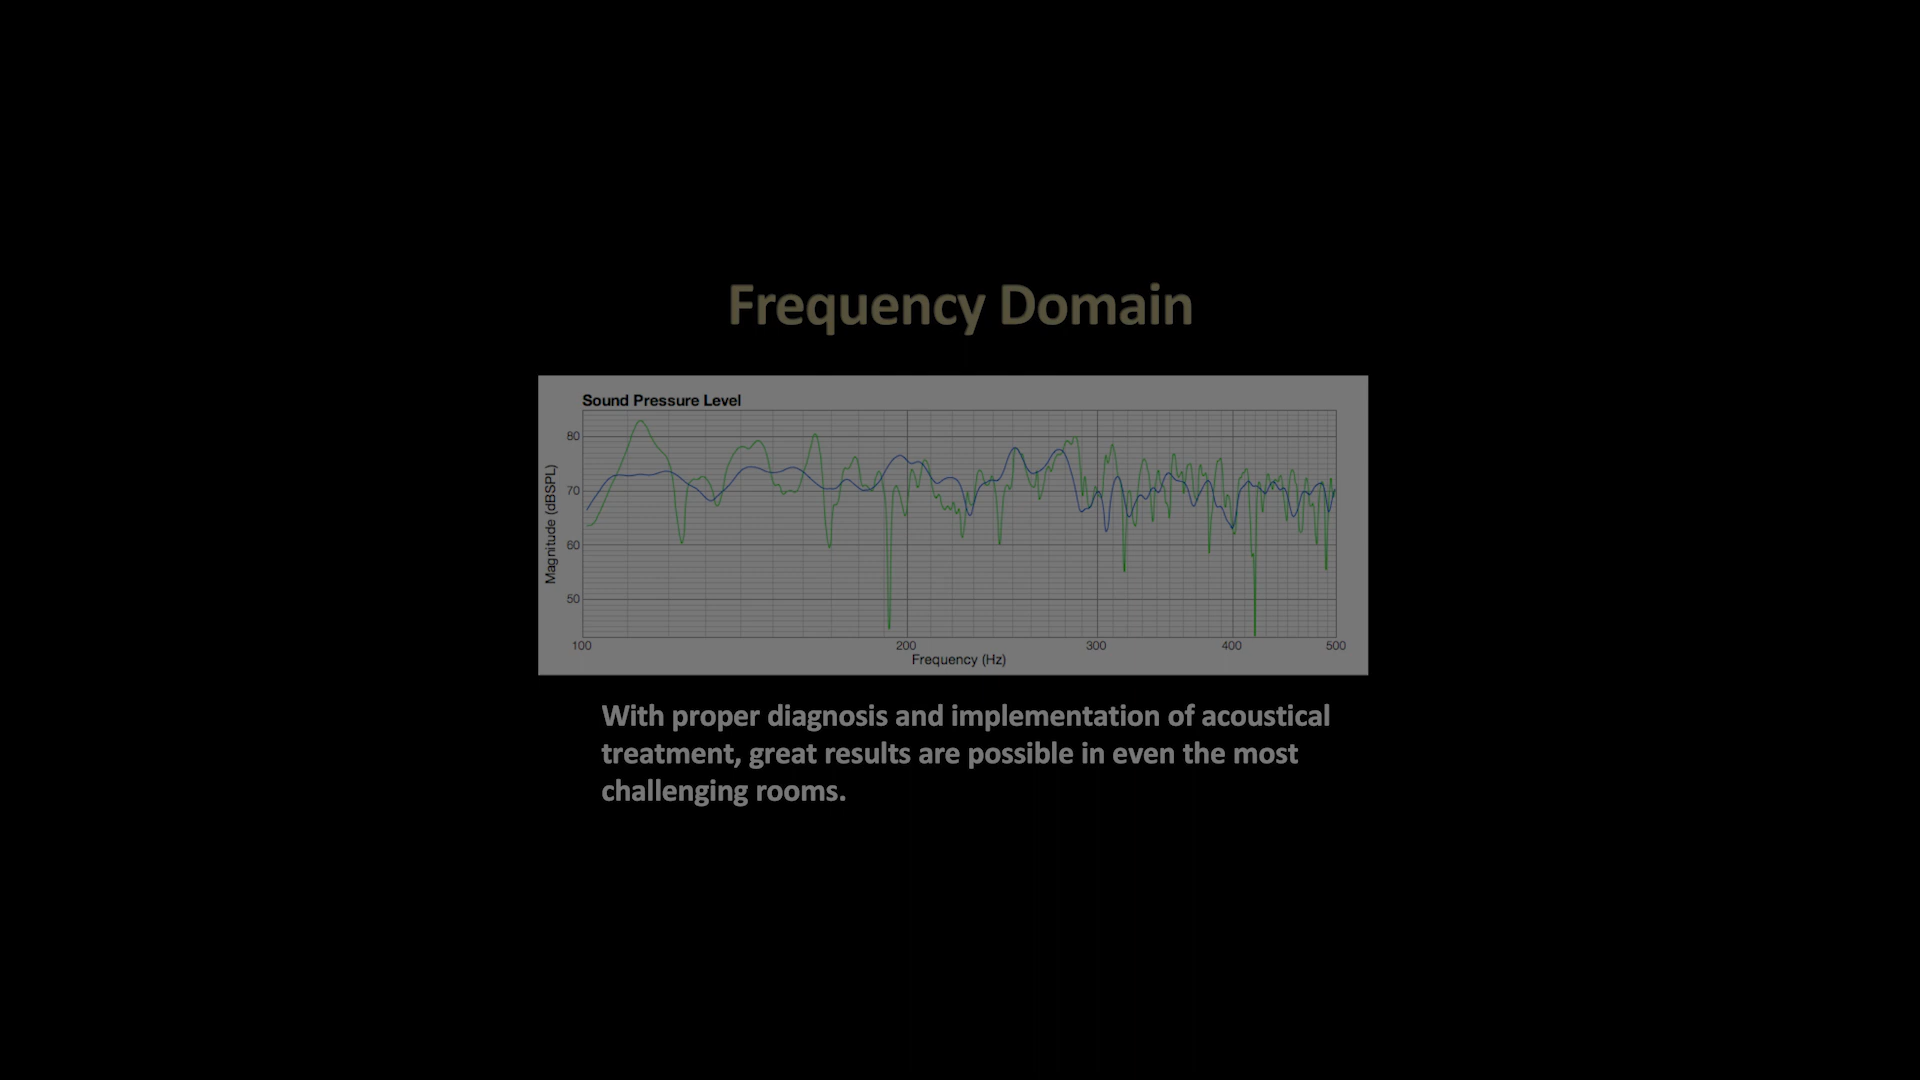 Frequency Domain
Sound Pressure Level
80
70
60
50
Magnitude (dBSPL)
100 200 300 400 500
Frequency (Hz)
With proper diagnosis and implementation of acoustical
treatment, great results are possible in even the most
challenging rooms.